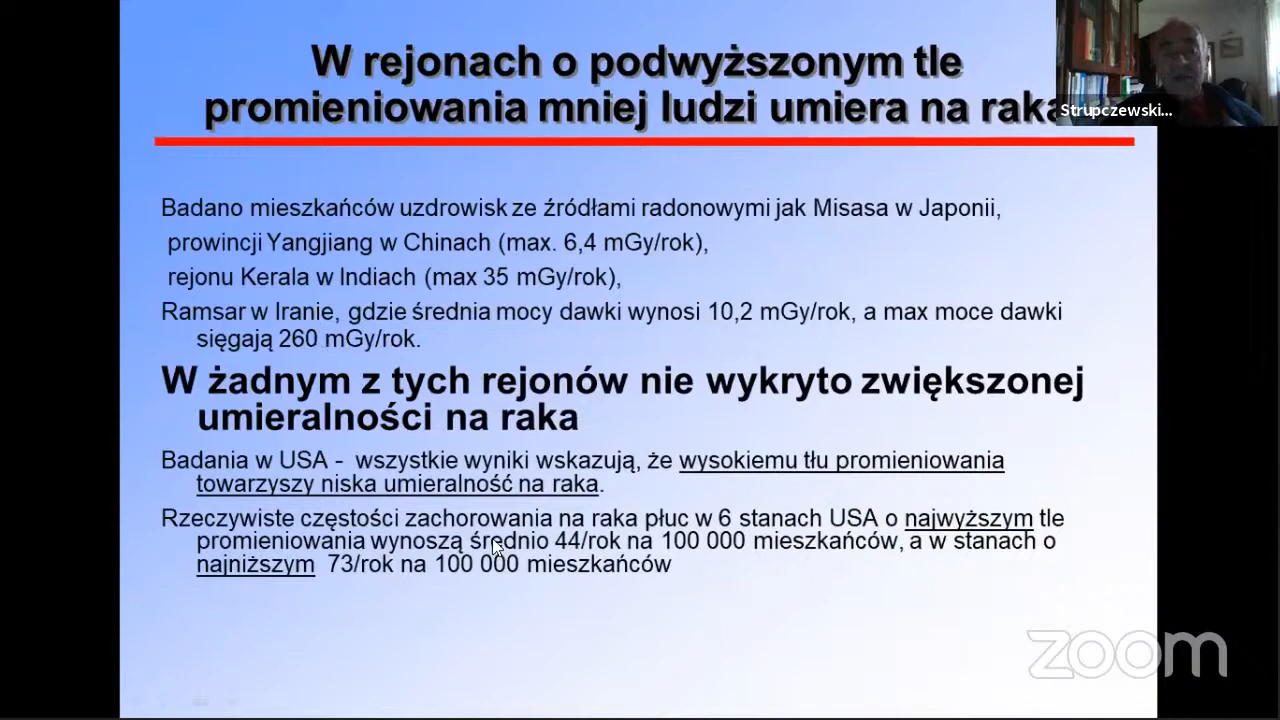 W rejonach o podwyższonym tle
promieniowania mniej ludzi umiera na raka
Strupczewski...
Badano mieszkańców uzdrowisk ze źródłami radonowymi jak Misasa w Japonii,
prowincji Yangjiang w Chinach (max. 6,4 mGy/rok),
rejonu Kerala w Indiach (max 35 mGy/rok),
Ramsar w Iranie, gdzie średnia mocy dawki wynosi 10,2 mGy/rok, a max moce dawki
sięgają 260 mGy/rok.
W żadnym z tych rejonów nie wykryto zwiększonej
umieralności na raka
Badania w USA - wszystkie wyniki wskazują, że wysokiemu tłu promieniowania
towarzyszy niska umieralność na raka.
Rzeczywiste częstości zachorowania na raka płuc w 6 stanach USA o najwyższym tle
promieniowania wynoszą średnio 44/rok na 100 000 mieszkańców, a w stanach o
najniższym 73/rok na 100 000 mieszkańców
zoom